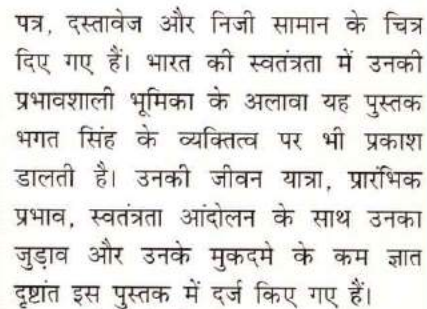 पत्र, दस्तावेज और निजी सामान के चित्र
दिए गए हैं। भारत की स्वतंत्रता में उनकी
प्रभावशाली भूमिका के अलावा यह पुस्तक
भगत सिंह के व्यक्तित्व पर भी प्रकाश
डालती है। उनकी जीवन यात्रा, प्रारंभिक
प्रभाव, स्वतंत्रता आंदोलन के साथ उनका
जुड़ाव और उनके मुकदमे के कम ज्ञात
दृष्टांत इस पुस्तक में दर्ज किए गए हैं।